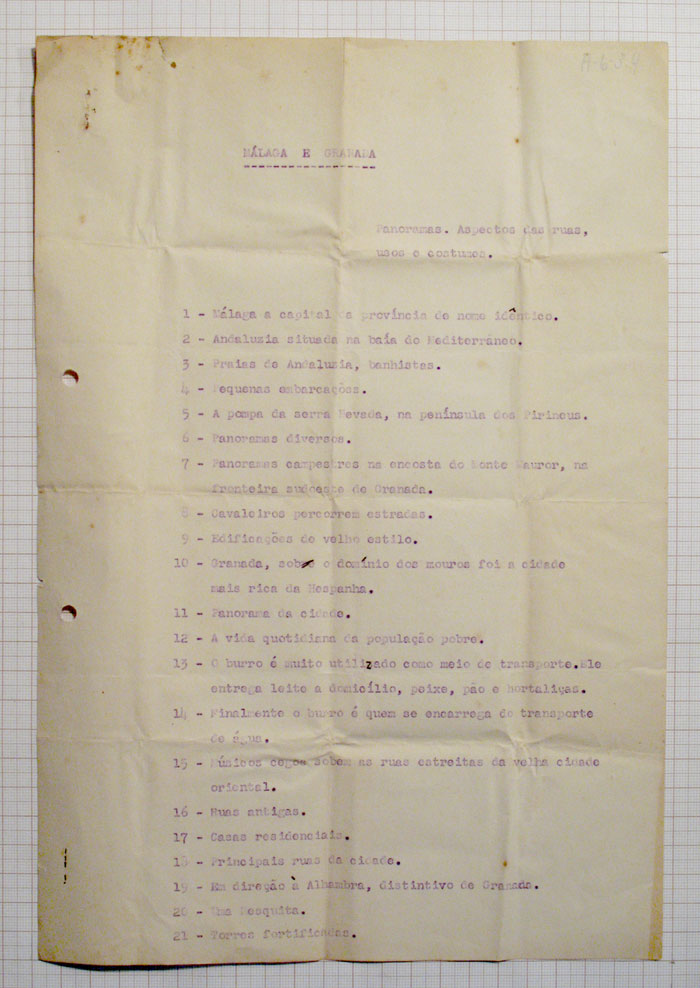 A-6-3-9
MÁLAGA E GRANADA
Panoramas. Aspectos das ruas,
usos e costumes.
1 - Málaga a capital da província de nome idêntico.
2 - Andaluzia situada na baía do Mediterrâneo.
3 - Praias de Andaluzia, banhistas.
4 - Pequenas embarcações.
5 - A pompa da serra Nevada, na península dos Pirineus.
6 - Panoramas diversos.
7 - Panoramas campestres na encosta do Monte Mauror, na
fronteira sudoeste de Granada.
8 - Cavaleiros percorrem estradas.
9 - Edificações de velho estilo.
10 - Granada, sob o domínio dos mouros foi a cidade
mais rica da Hespanha.
11 - Panorama da cidade.
12 - A vida quotidiana da população pobre.
13 - O burro é muito utilizado como meio de transporte.Ele
entrega leite a domicílio, peixe, pão e hortaliças.
14 - Finalmente o burro é quem se encarrega do transporte
de água.
15 - Músicos cegos sobem as ruas estreitas da velha cidade
oriental.
16 - Ruas antigas.
17 - Casas residenciais.
18 - Principais ruas da cidade.
19 - Em direção à Alhambra, distintivo de Granada.
20 - Uma Mesquita.
21 - Torres fortificadas.